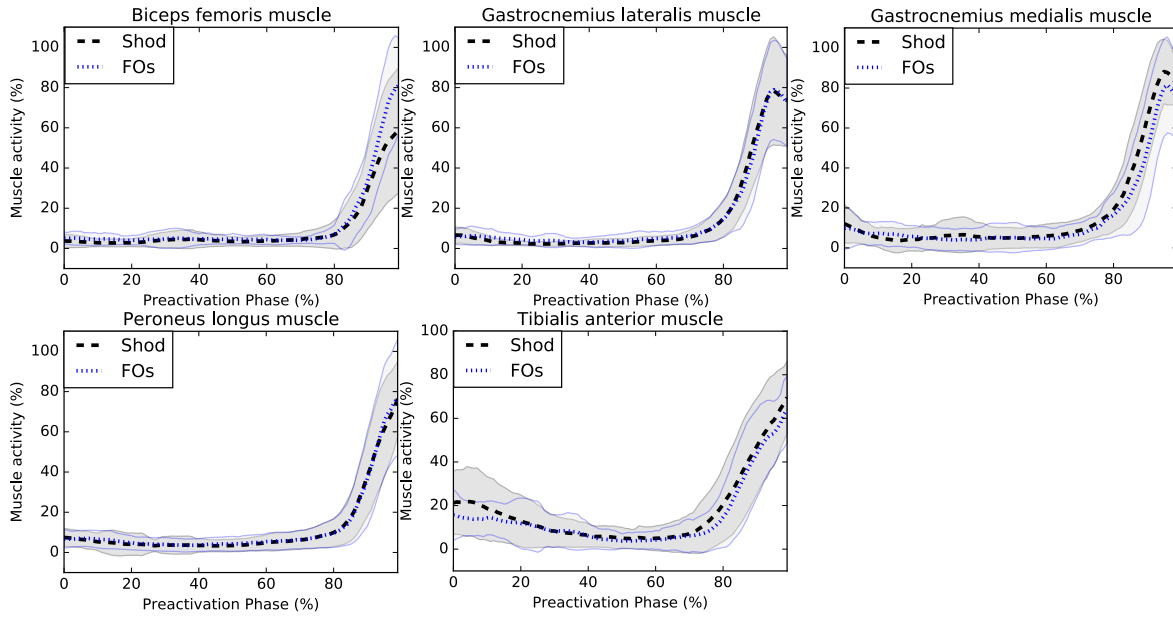 Biceps femoris muscle
Muscle activity (%)
100
80
60
40
20
0
Shod
FOs
0 20 40 60 80
Preactivation Phase (%)
Gastrocnemius lateralis muscle
Muscle activity (%)
100
80
60
40
20
0
Shod
FOs
0 20 40 60 80
Preactivation Phase (%)
Gastrocnemius medialis muscle
Muscle activity (%)
100
80
60
40
20
0
Shod
FOs
0 20 40 60 80
Preactivation Phase (%)
Peroneus longus muscle
Muscle activity (%)
100
80
60
40
20
0
Shod
FOs
0 20 40 60 80
Preactivation Phase (%)
Tibialis anterior muscle
Muscle activity (%)
100
80
60
40
20
0
Shod
FOs
0 20 40 60 80
Preactivation Phase (%)